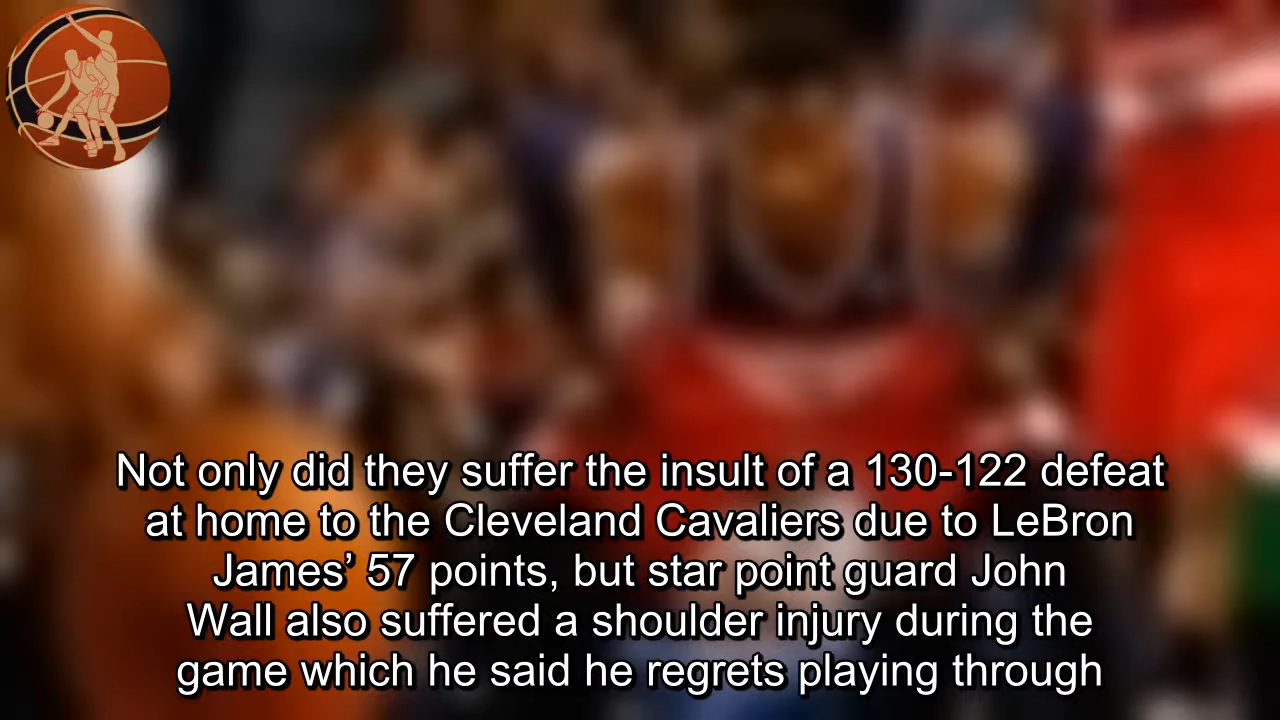 Not only did they suffer the insult of a 130-122 defeat
at home to the Cleveland Cavaliers due to LeBron
James’ 57 points, but star point guard John
Wall also suffered a shoulder injury during the
game which he said he regrets playing through